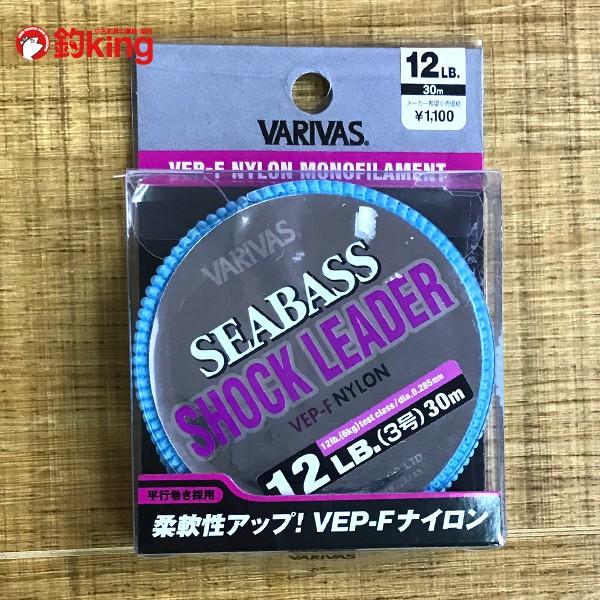 釣king
12LB.
30m
メーカー希望小売価格
¥1,100
VARIVAS®
VEP-F NYLON MONOFILAMENT
VARIVAS®
SEABASS
SHOCK LEADER
VEP-F NYLON
12lb.(6kg) test class/dia.0.285mm
12LB.(3号)30m
平行巻き採用
柔軟性アップ! VEP-Fナイロン
VARIVAS